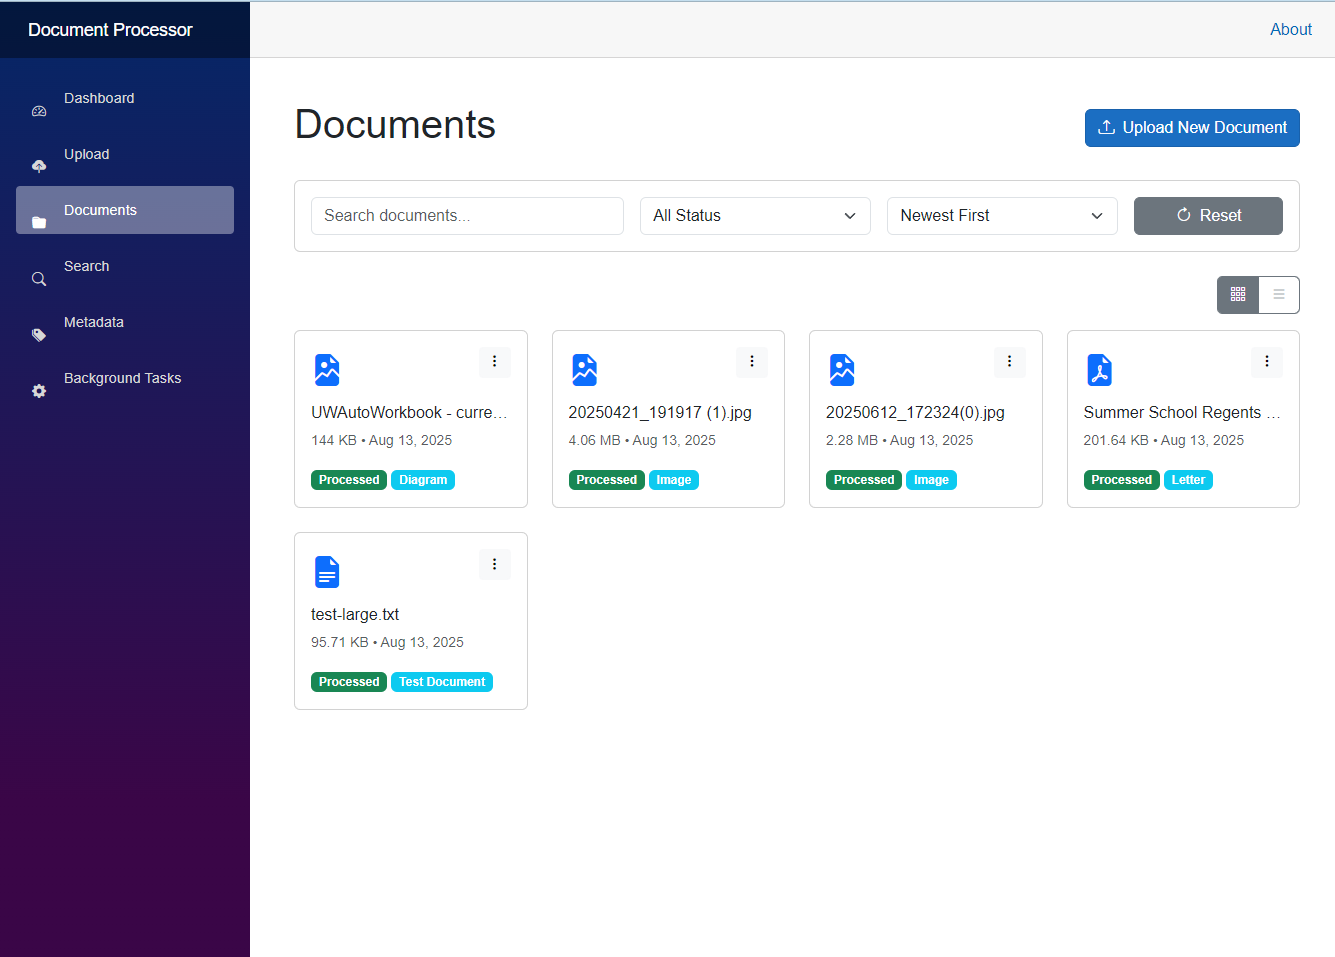 Document Processor
About
Dashboard
Upload
Documents
Search
Metadata
Background Tasks
Documents
Upload New Document
Search documents...
All Status
Newest First
Reset
UWAutoWorkbook - curre...
144 KB • Aug 13, 2025
Processed Diagram
20250421_191917 (1).jpg
4.06 MB • Aug 13, 2025
Processed Image
20250612_172324(0).jpg
2.28 MB • Aug 13, 2025
Processed Image
Summer School Regents ...
201.64 KB • Aug 13, 2025
Processed Letter
test-large.txt
95.71 KB • Aug 13, 2025
Processed Test Document